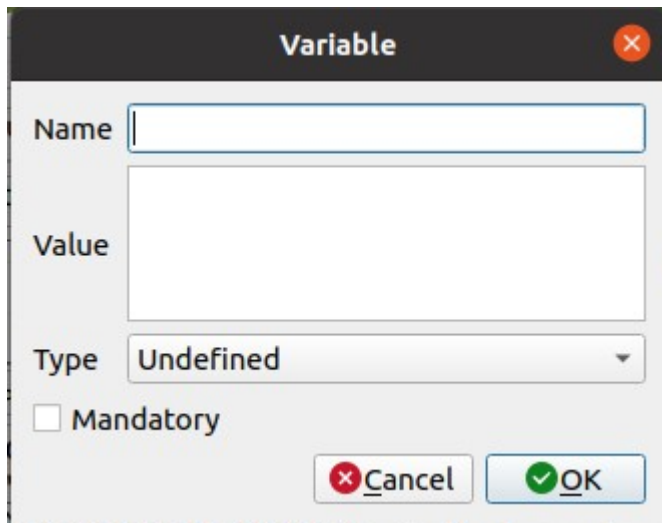 Variable
Name
Value
Type Undefined
Mandatory
Cancel OK